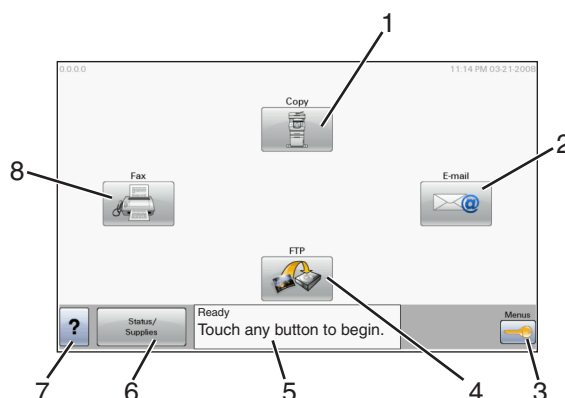 1
0.0.0.0
11:14 PM 03-21-2008
Copy
2
8
Fax
E-mail
@
FTP
Ready
Menus
?
Status/
Supplies
Touch any button to begin.
7
6
5
4
3